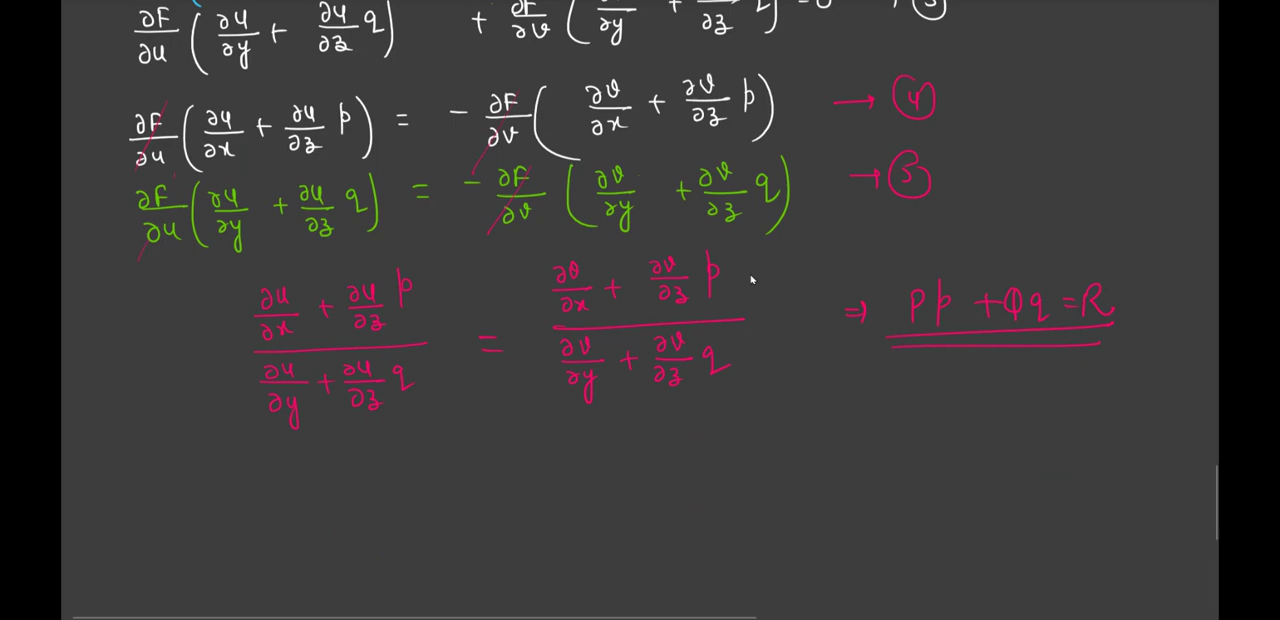 ∂F/∂u (∂u/∂y + ∂u/∂z q) + ∂F/∂v (∂y + ∂z
∂F/∂u (∂u/∂x + ∂u/∂z p) = - ∂F/∂v (∂v/∂x + ∂v/∂z p) → 4
∂F/∂u (∂u/∂y + ∂u/∂z q) = - ∂F/∂v (∂v/∂y + ∂v/∂z q) → 5
(∂u/∂x + ∂u/∂z p)/(∂u/∂y + ∂u/∂z q) = (∂v/∂x + ∂v/∂z p)/(∂v/∂y + ∂v/∂z q) ⇒ Pp + Qq = R